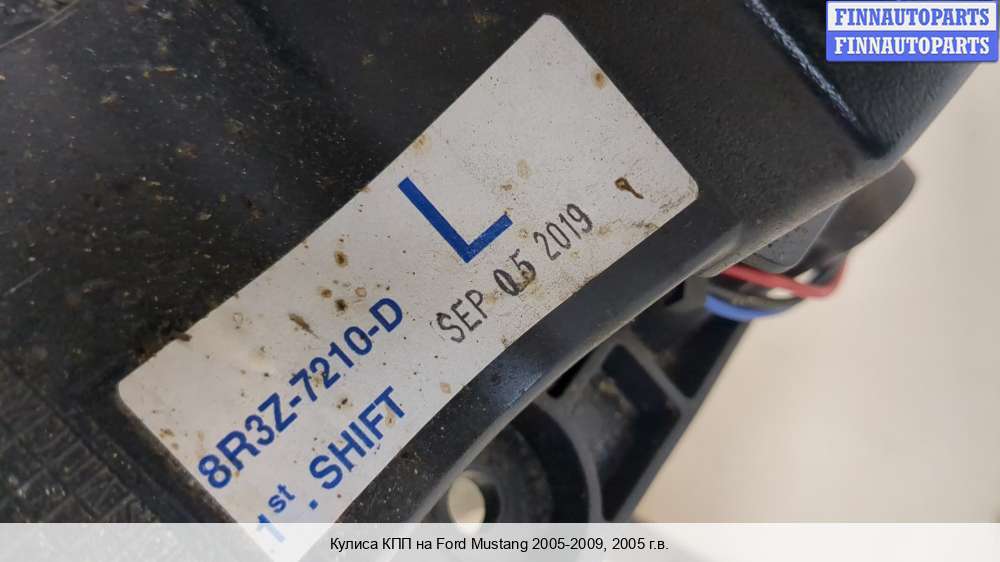 FINNAUTOPARTS
FINNAUTOPARTS
L
SEP 05 2019
8R3Z-7210-D
1st. SHIFT
Кулиса КПП на Ford Mustang 2005-2009, 2005 г.в.